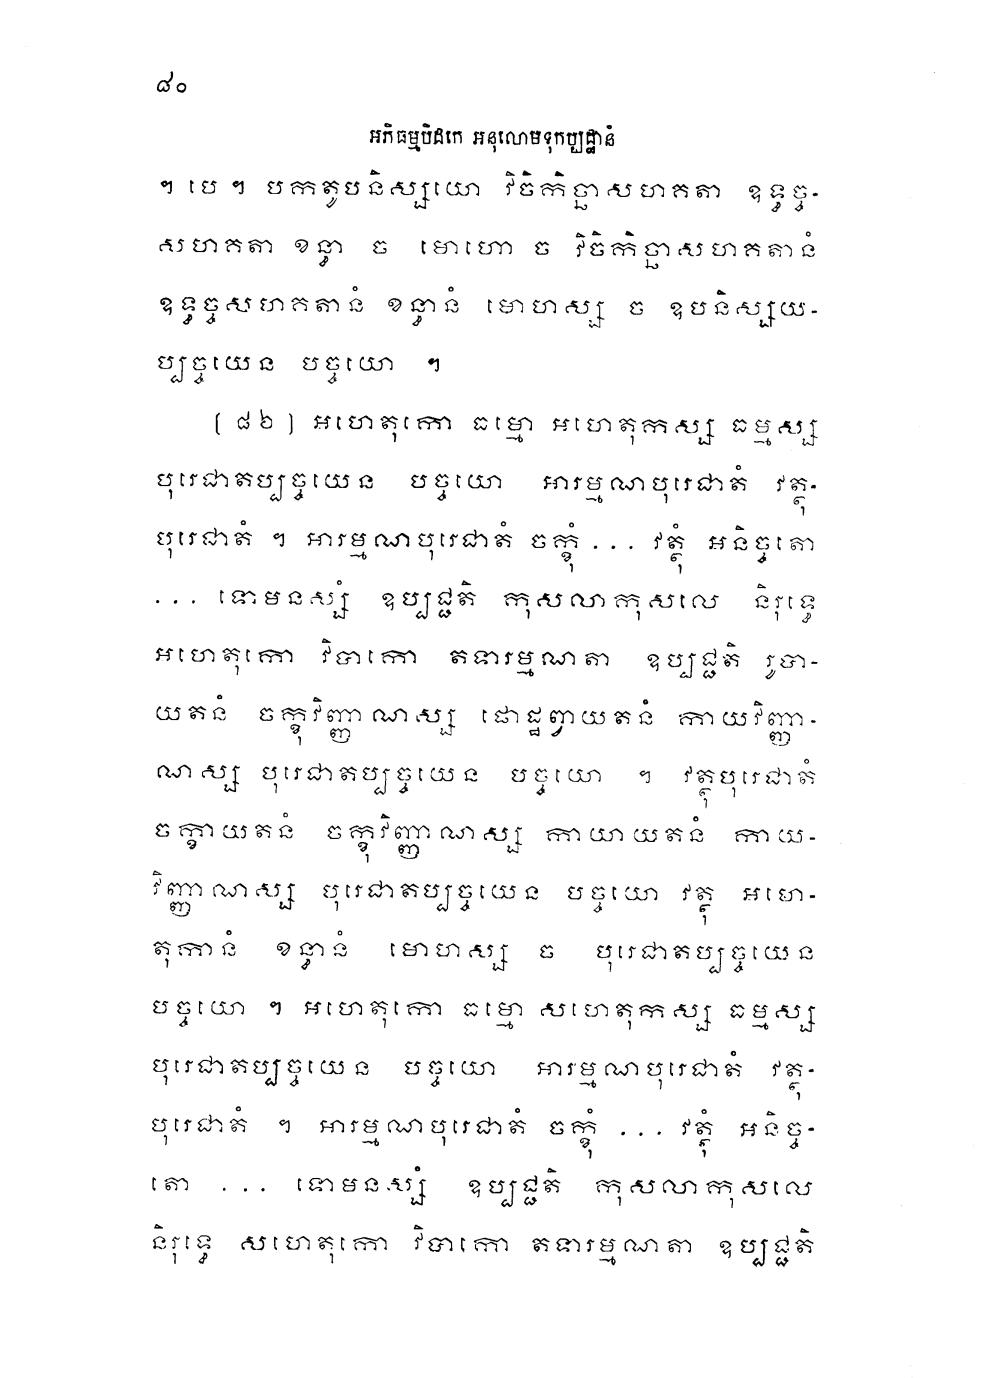 ៨០
អភិធម្មបិដកេ អនុលោមទុកប្បដ្ឋានំ
។ បេ ។ បកតូបនិស្សយោ វិចិកិច្ឆាសហគតា ឧទ្ធច្ច-
សហគតា ខន្ធា ច មោហោ ច វិចិកិច្ឆាសហគតានំ
ឧទ្ធច្ចសហគតានំ ខន្ធានំ មោហស្ស ច ឧបនិស្សយ-
ប្បច្ចយេន បច្ចយោ ។
[ ៨៦ ] អហេតុកោ ធម្មោ អហេតុកស្ស ធម្មស្ស
បុរេជាតប្បច្ចយេន បច្ចយោ អារម្មណបុរេជាតំ វត្ថុ-
បុរេជាតំ ។ អារម្មណបុរេជាតំ ចក្ខុំ ... វត្ថុំ អនិច្ចតោ
... ទោមនស្សំ ឧប្បជ្ជតិ កុសលាកុសលេ និរុទ្ធេ
អហេតុកោ វិបាកោ តទារម្មណតា ឧប្បជ្ជតិ រូបា-
យតនំ ចក្ខុវិញ្ញាណស្ស ផោដ្ឋព្វាយតនំ កាយវិញ្ញា-
ណស្ស បុរេជាតប្បច្ចយេន បច្ចយោ ។ វត្ថុបុរេជាតំ
ចក្ខាយតនំ ចក្ខុវិញ្ញាណស្ស កាយាយតនំ កាយ-
វិញ្ញាណស្ស បុរេជាតប្បច្ចយេន បច្ចយោ វត្ថុ អហេ-
តុកានំ ខន្ធានំ មោហស្ស ច បុរេជាតប្បច្ចយេន
បច្ចយោ ។ អហេតុកោ ធម្មោ សហេតុកស្ស ធម្មស្ស
បុរេជាតប្បច្ចយេន បច្ចយោ អារម្មណបុរេជាតំ វត្ថុ-
បុរេជាតំ ។ អារម្មណបុរេជាតំ ចក្ខុំ ... វត្ថុំ អនិច្ច-
តោ ... ទោមនស្សំ ឧប្បជ្ជតិ កុសលាកុសលេ
និរុទ្ធេ សហេតុកោ វិបាកោ តទារម្មណតា ឧប្បជ្ជតិ